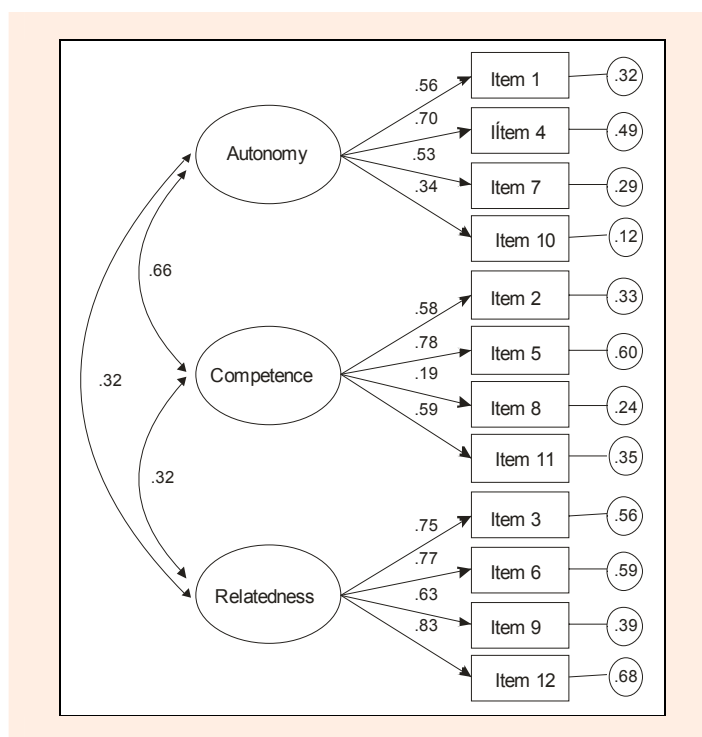 .56
Item 1
.32
.70
IÍtem 4
.49
Autonomy
.53
Item 7
.29
.34
Item 10
.12
.66
.58
Item 2
.33
.78
Item 5
.60
Competence
.19
Item 8
.24
.32
.59
Item 11
.35
.32
.75
Item 3
.56
.77
Item 6
.59
Relatedness
.63
Item 9
.39
.83
Item 12
.68